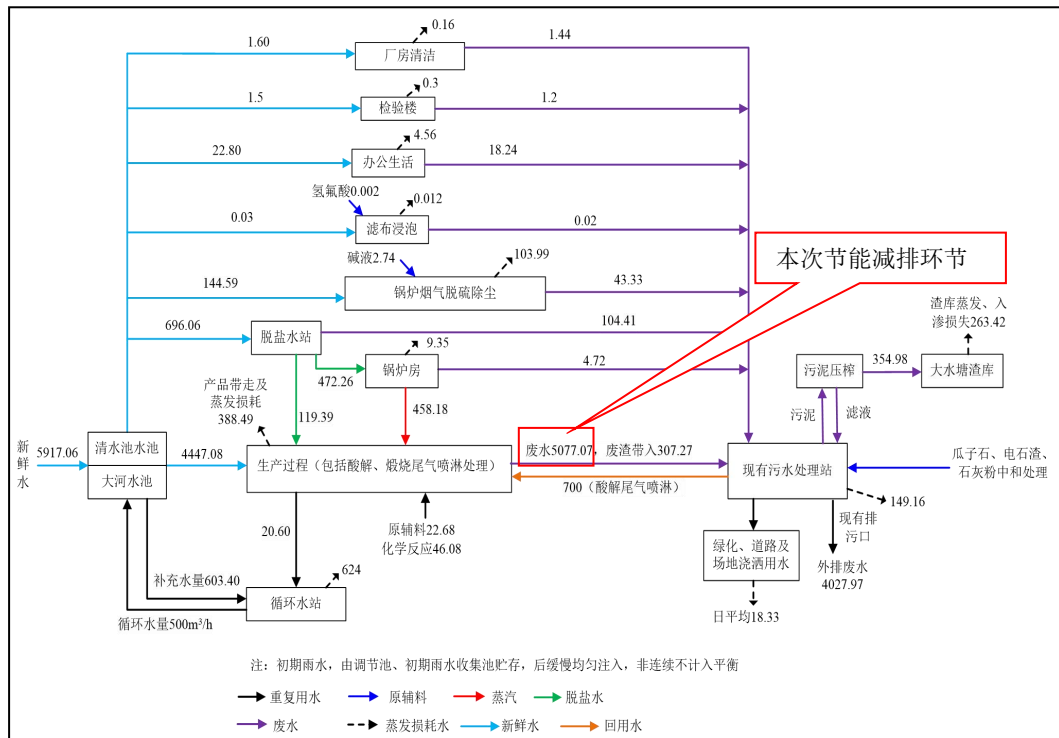 0.16
1.60
厂房清洁
1.44
0.3
1.5
检验楼
1.2
4.56
22.80
办公生活
18.24
氢氟酸0.002
0.012
0.03
滤布浸泡
0.02
本次节能减排环节
碱液2.74
103.99
144.59
锅炉烟气脱硫除尘
43.33
渣库蒸发、入
渗损失263.42
696.06
脱盐水站
104.41
9.35
472.26
锅炉房
4.72
污泥压榨
354.98
大水塘渣库
产品带走及
蒸发损耗
388.49
119.39
458.18
污泥
滤液
新鲜水
5917.06
清水池水池
大河水池
4447.08
生产过程（包括酸解、煅烧尾气喷淋处理）
废水5077.07，废渣带入307.27
700（酸解尾气喷淋）
现有污水处理站
瓜子石、电石渣、
石灰粉中和处理
149.16
现有排
污口
20.60
原辅料22.68
化学反应46.08
绿化、道路及
场地浇洒用水
外排废水
4027.97
补充水量603.40
624
循环水站
循环水量500m³/h
日平均18.33
注：初期雨水，由调节池、初期雨水收集池贮存，后缓慢均匀注入，非连续不计入平衡
重复用水 原辅料 蒸汽 脱盐水
废水 蒸发损耗水 新鲜水 回用水